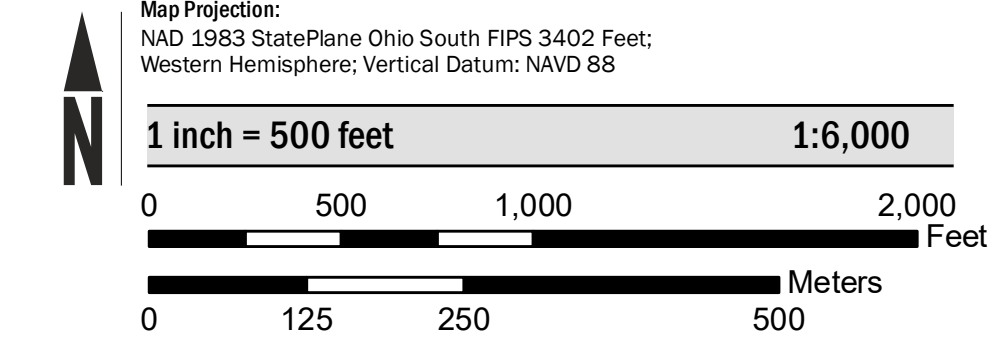 Map Projection:
NAD 1983 StatePlane Ohio South FIPS 3402 Feet;
Western Hemisphere; Vertical Datum: NAVD 88
N
1 inch = 500 feet 1:6,000
0 500 1,000 2,000
Feet
Meters
0 125 250 500